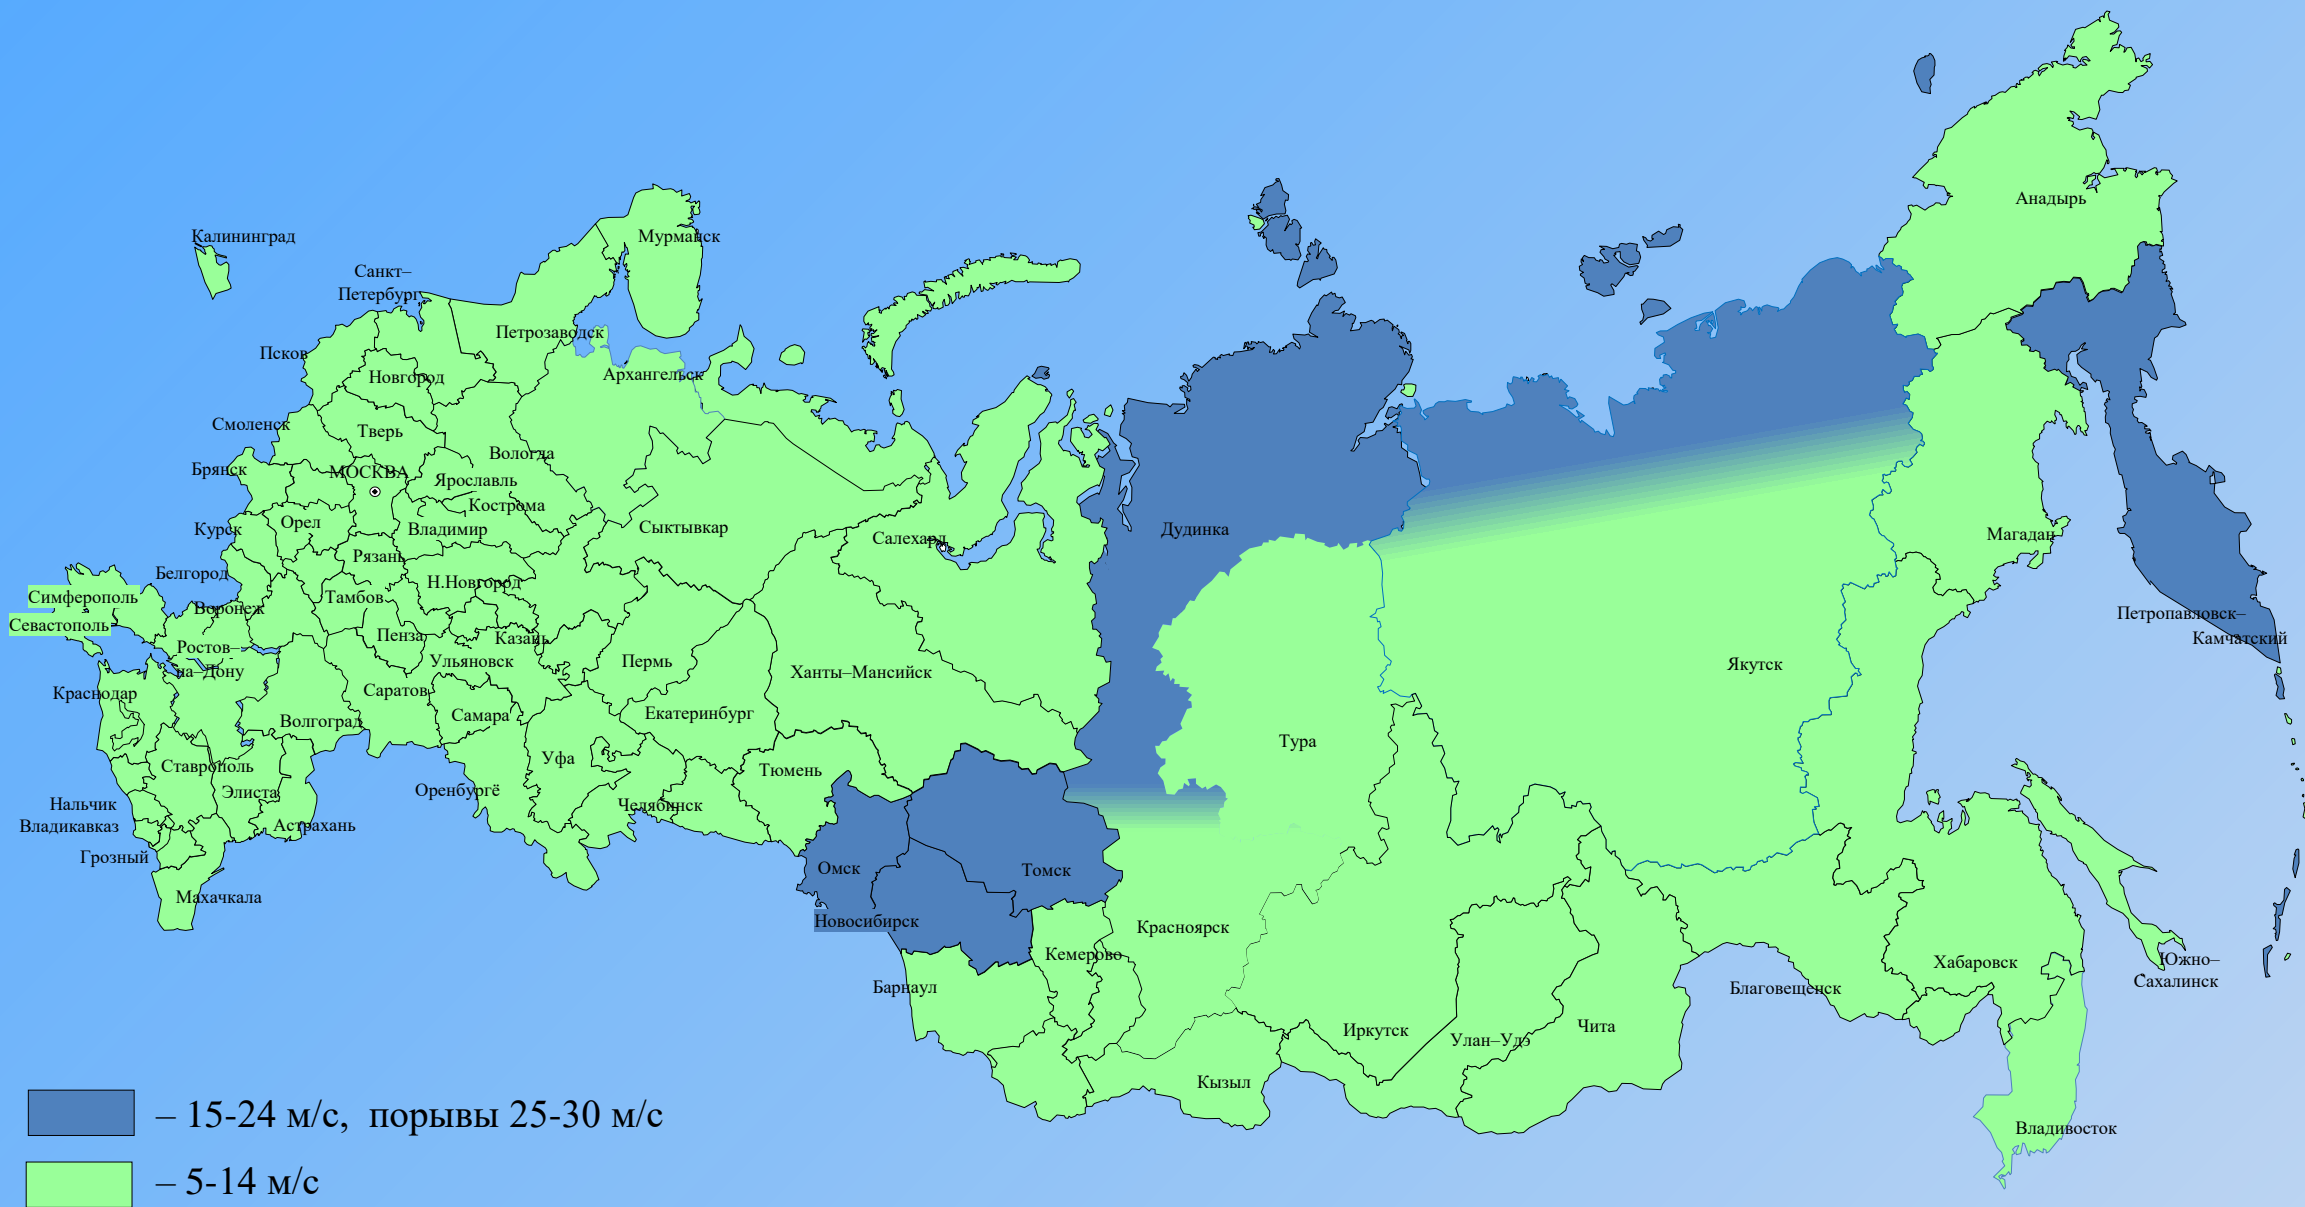 Калининград
Санкт–
Петербург
Мурманск
Петрозаводск
Псков
Новгород
Архангельск
Анадырь
Смоленск
Тверь
Вологда
Брянск
МОСКВА
Ярославль
Кострома
Курск
Орел
Владимир
Сыктывкар
Салехард
Дудинка
Магадан
Рязань
Белгород
Н.Новгород
Симферополь
Тамбов
Воронеж
Севастополь
Пенза
Казань
Петропавловск–
Камчатский
Ростов–
на–Дону
Ульяновск
Пермь
Ханты–Мансийск
Якутск
Краснодар
Саратов
Самара
Екатеринбург
Волгоград
Тура
Ставрополь
Уфа
Тюмень
Элиста
Оренбургё
Нальчик
Челябинск
Владикавказ
Астрахань
Грозный
Омск
Томск
Махачкала
Новосибирск
Красноярск
Кемерово
Барнаул
Хабаровск
Южно–
Сахалинск
Благовещенск
Иркутск
Улан–Удэ
Чита
Кызыл
Владивосток
– 15-24 м/с, порывы 25-30 м/с
– 5-14 м/с